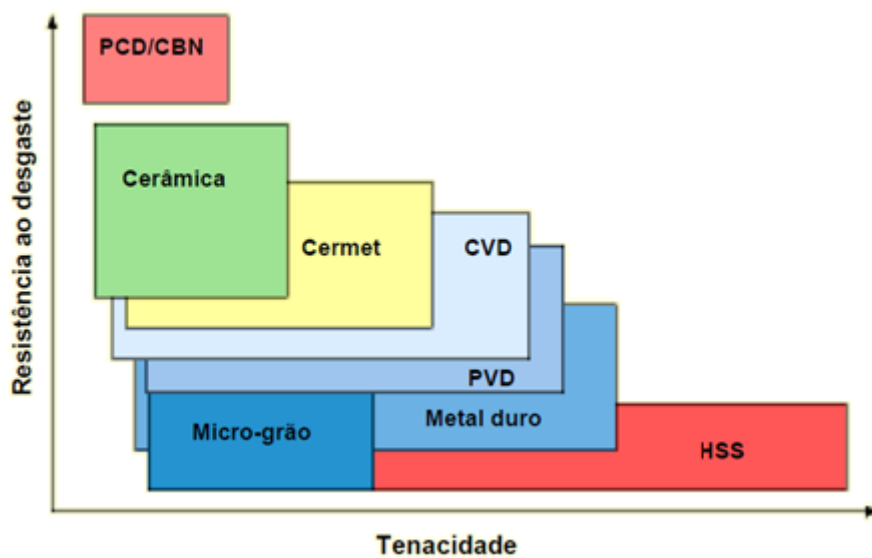 PCD/CBN
Cerâmica
Cermet
CVD
PVD
Micro-grão
Metal duro
HSS
Resistência ao desgaste
Tenacidade